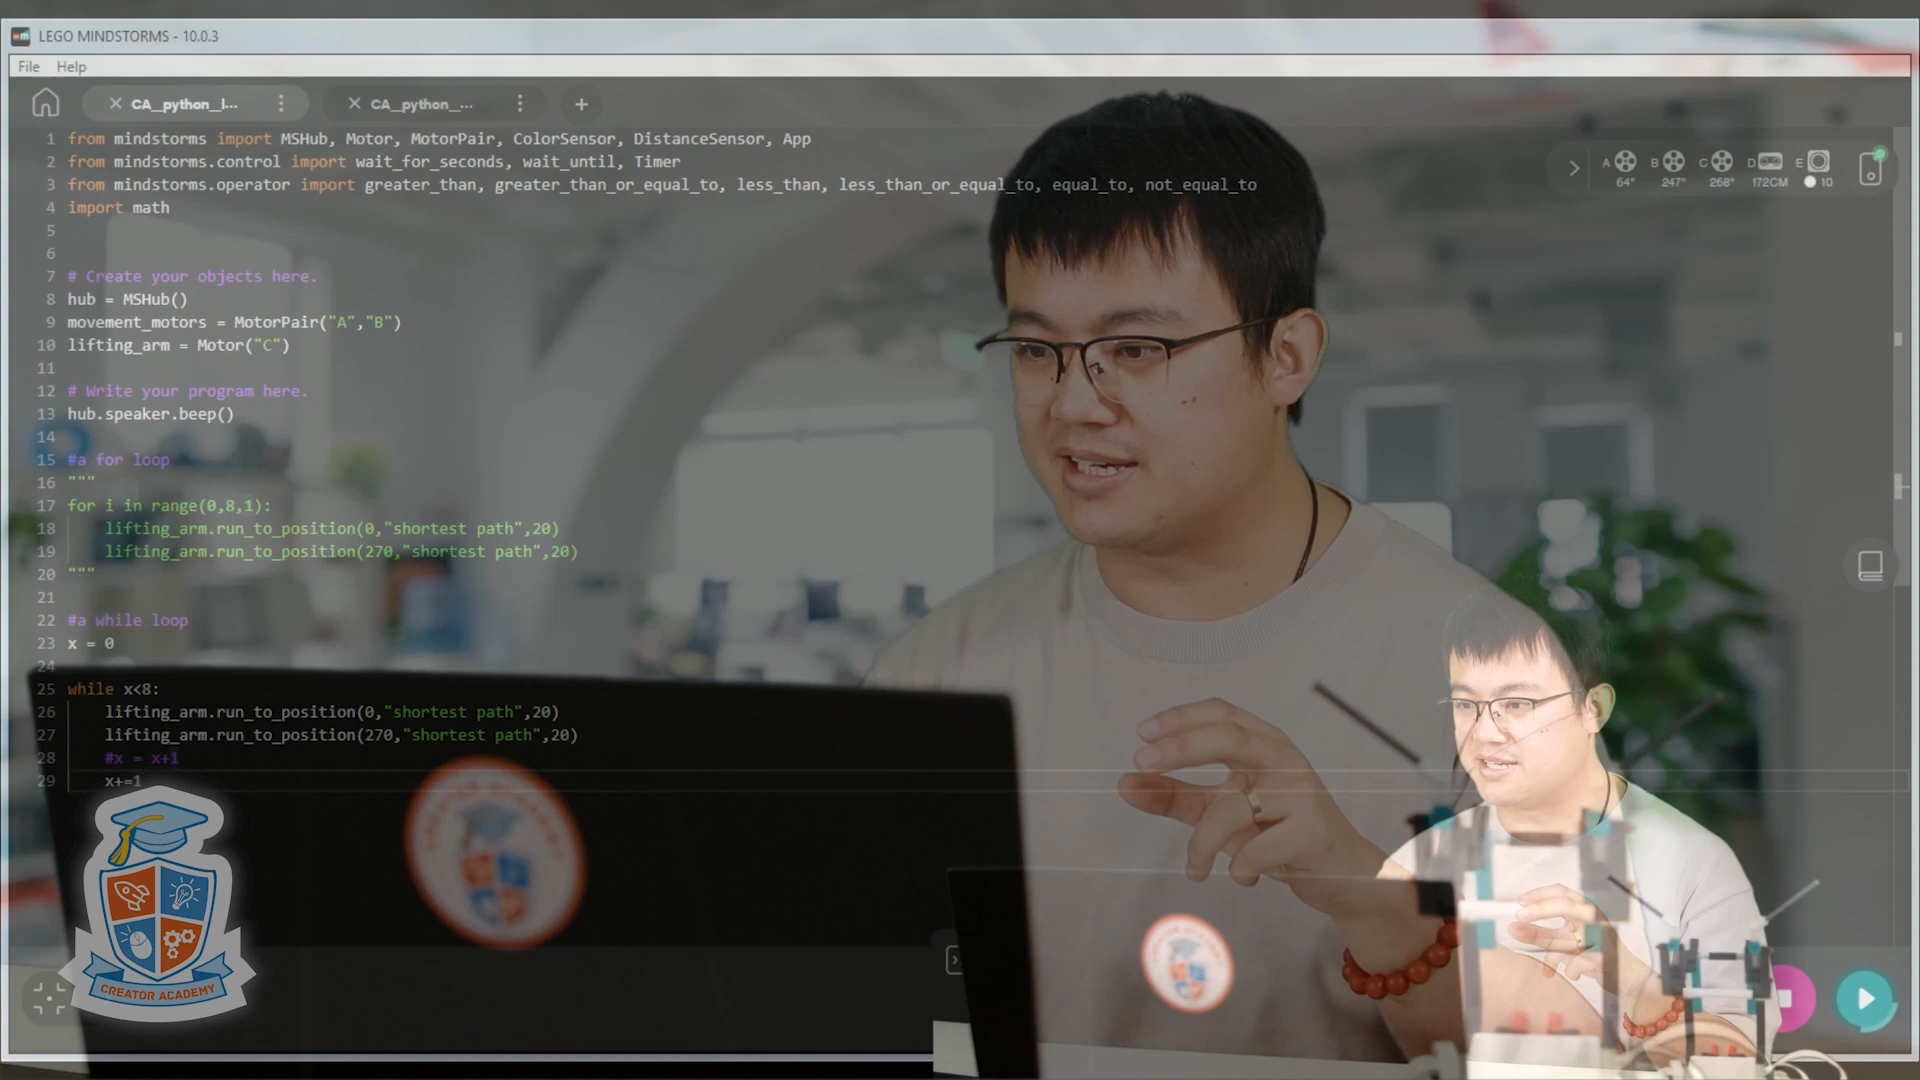 LEGO MINDSTORMS - 10.0.3
File Help
CA_python_l... CA_python_...
1 from mindstorms import MSHub, Motor, MotorPair, ColorSensor, DistanceSensor, App
2 from mindstorms.control import wait_for_seconds, wait_until, Timer
3 from mindstorms.operator import greater_than, greater_than_or_equal_to, less_than, less_than_or_equal_to, equal_to, not_equal_to
4 import math
5
6
7 # Create your objects here.
8 hub = MSHub()
9 movement_motors = MotorPair("A","B")
10 lifting_arm = Motor("C")
11
12 # Write your program here.
13 hub.speaker.beep()
14
15 #a for loop
16 """
17 for i in range(0,8,1):
18 lifting_arm.run_to_position(0,"shortest path",20)
19 lifting_arm.run_to_position(270,"shortest path",20)
20 """
21
22 #a while loop
23 x = 0
24
25 while x<8:
26 lifting_arm.run_to_position(0,"shortest path",20)
27 lifting_arm.run_to_position(270,"shortest path",20)
28 #x = x+1
29 x+=1
A B C D E
64° 247° 268° 172CM 10
CREATOR ACADEMY
CREATOR ACADEMY